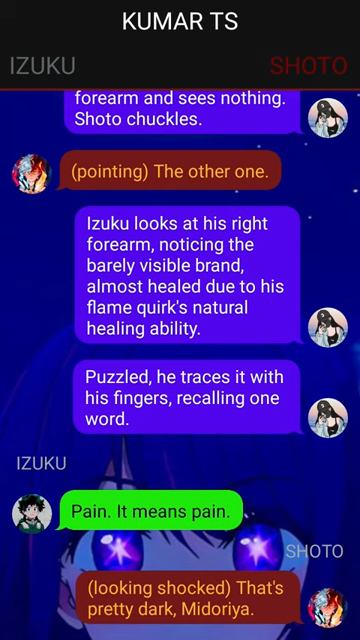 KUMAR TS
IZUKU
SHOTO
forearm and sees nothing.
Shoto chuckles.
(pointing) The other one.
Izuku looks at his right
forearm, noticing the
barely visible brand,
almost healed due to his
flame quirk's natural
healing ability.
Puzzled, he traces it with
his fingers, recalling one
word.
IZUKU
Pain. It means pain.
SHOTO
(looking shocked) That's
pretty dark, Midoriya.